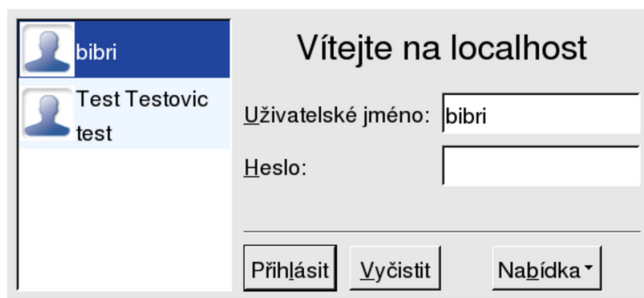 bibri
Test Testovic
test
Vítejte na localhost
Uživatelské jméno: bibri
Heslo:
Přihlásit Vyčistit Nabídka